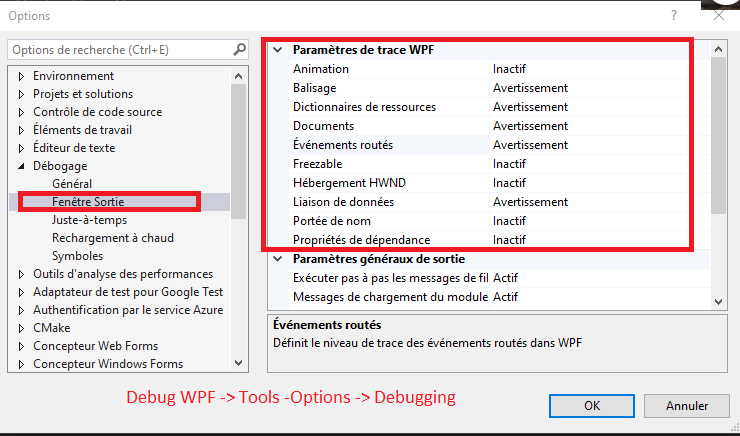 Options
?
Options de recherche (Ctrl+E)
Environnement
Projets et solutions
Contrôle de code source
Éléments de travail
Éditeur de texte
Débogage
Général
Fenêtre Sortie
Juste-à-temps
Rechargement à chaud
Symboles
Outils d'analyse des performances
Adaptateur de test pour Google Test
Authentification par le service Azure
CMake
Concepteur Web Forms
Concepteur Windows Forms
Paramètres de trace WPF
Animation Inactif
Balisage Avertissement
Dictionnaires de ressources Avertissement
Documents Avertissement
Événements routés Avertissement
Freezable Inactif
Hébergement HWND Inactif
Liaison de données Avertissement
Portée de nom Inactif
Propriétés de dépendance Inactif
Paramètres généraux de sortie
Exécuter pas à pas les messages de fil Actif
Messages de chargement du module Actif
Événements routés
Définit le niveau de trace des événements routés dans WPF
Debug WPF -> Tools -Options -> Debugging
OK
Annuler